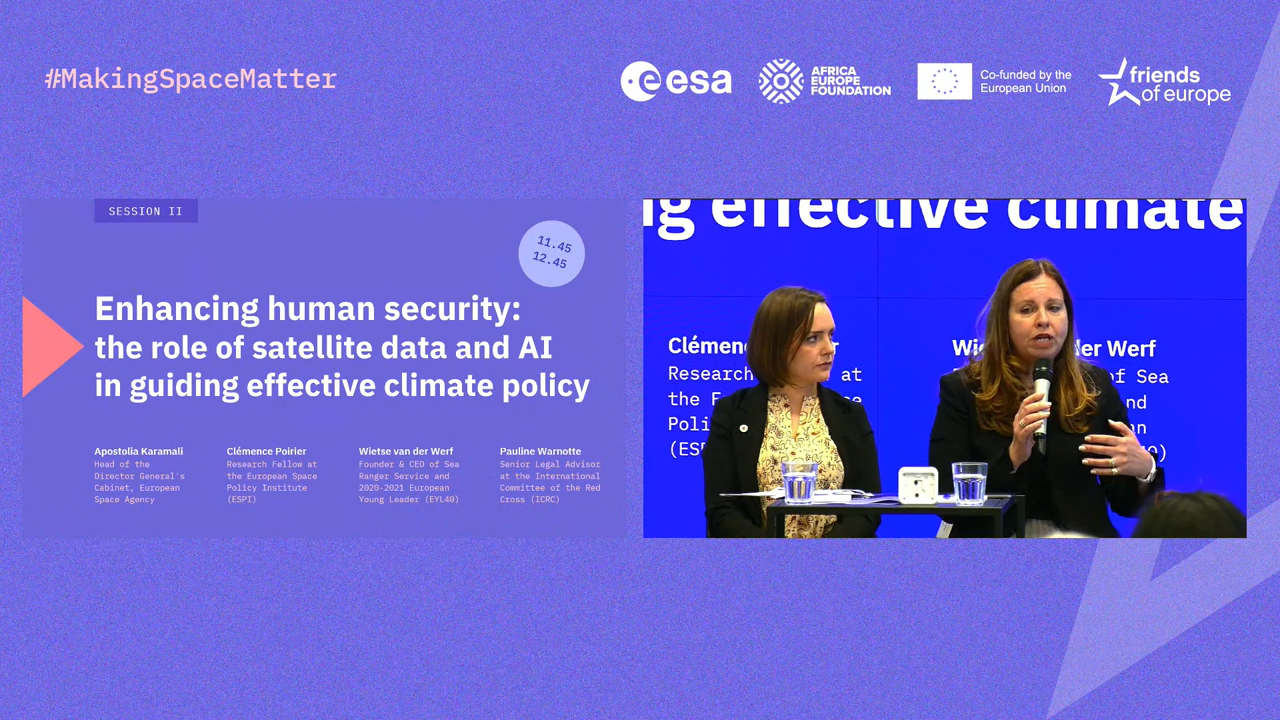 #MakingSpaceMatter
esa
AFRICA
EUROPE
FOUNDATION
Co-funded by the
European Union
friends
of europe
SESSION II
11.45
12.45
Enhancing human security:
the role of satellite data and AI
in guiding effective climate policy
Apostolia Karamali
Head of the
Director General's
Cabinet, European
Space Agency
Clémence Poirier
Research Fellow at
the European Space
Policy Institute
(ESPI)
Wietse van der Werf
Founder & CEO of Sea
Ranger Service and
2020-2021 European
Young Leader (EYL40)
Pauline Warnotte
Senior Legal Advisor
at the International
Committee of the Red
Cross (ICRC)
effective climate
Research at
the
of Sea